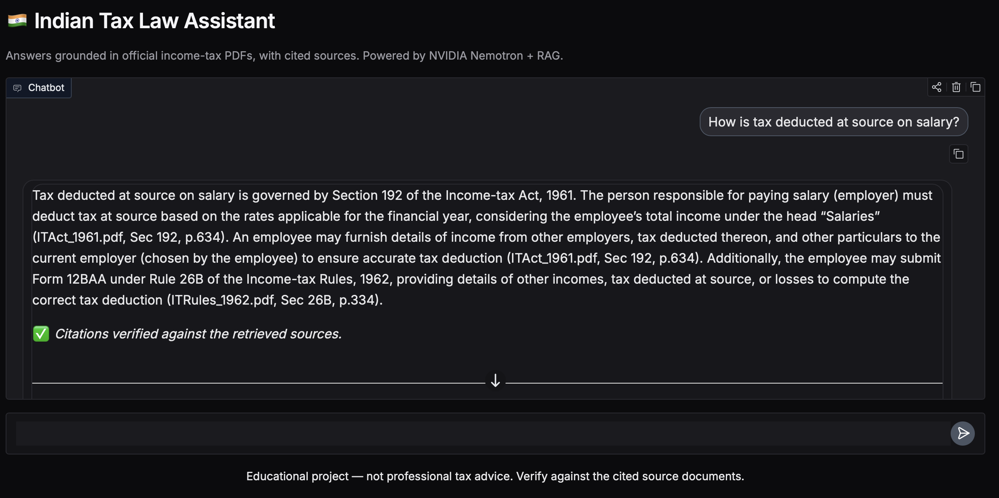 🇮🇳 Indian Tax Law Assistant
Answers grounded in official income-tax PDFs, with cited sources. Powered by NVIDIA Nemotron + RAG.
Chatbot
How is tax deducted at source on salary?
Tax deducted at source on salary is governed by Section 192 of the Income-tax Act, 1961. The person responsible for paying salary (employer) must
deduct tax at source based on the rates applicable for the financial year, considering the employee’s total income under the head “Salaries”
(ITAct_1961.pdf, Sec 192, p.634). An employee may furnish details of income from other employers, tax deducted thereon, and other particulars to the
current employer (chosen by the employee) to ensure accurate tax deduction (ITAct_1961.pdf, Sec 192, p.634). Additionally, the employee may submit
Form 12BAA under Rule 26B of the Income-tax Rules, 1962, providing details of other incomes, tax deducted at source, or losses to compute the
correct tax deduction (ITRules_1962.pdf, Sec 26B, p.334).
✅ Citations verified against the retrieved sources.
Educational project — not professional tax advice. Verify against the cited source documents.